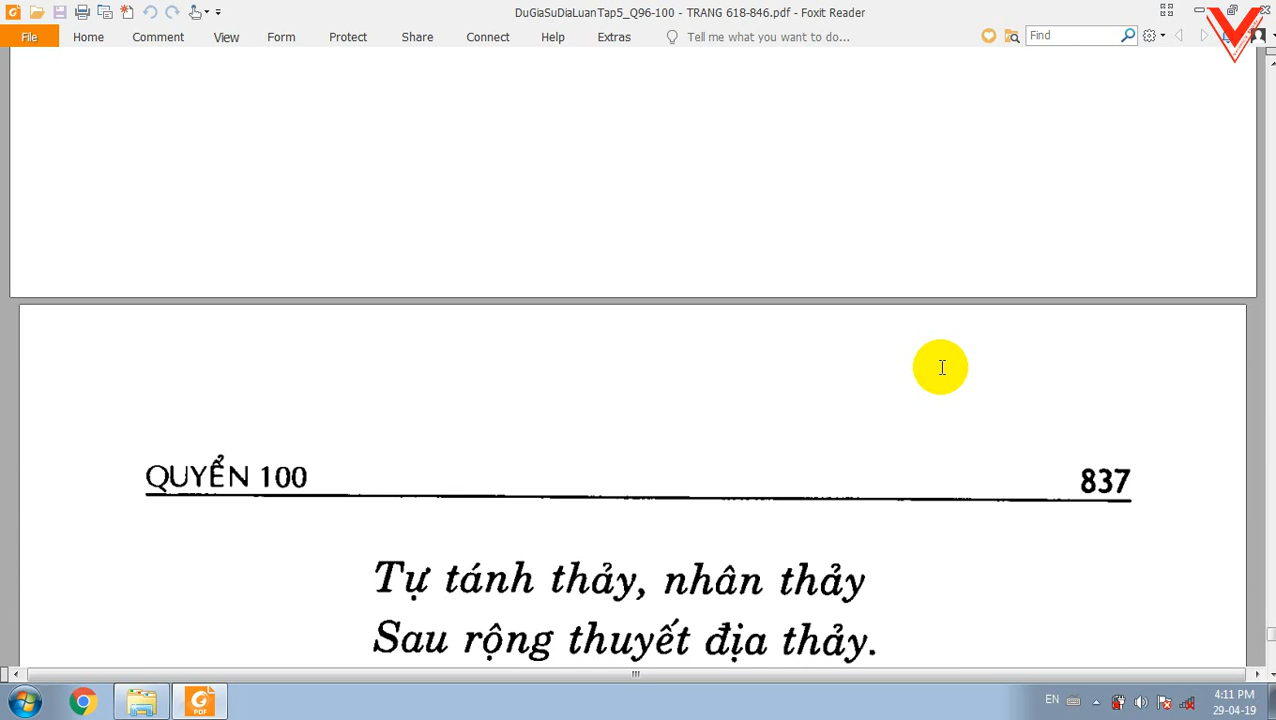 DuGiaSuDiaLuanTap5_Q96-100 - TRANG 618-846.pdf - Foxit Reader
File Home Comment View Form Protect Share Connect Help Extras Tell me what you want to do... Find
QUYỂN 100 837
Tự tánh thảy, nhân thảy
Sau rộng thuyết địa thảy.
PDF
EN 4:11 PM
29-04-19